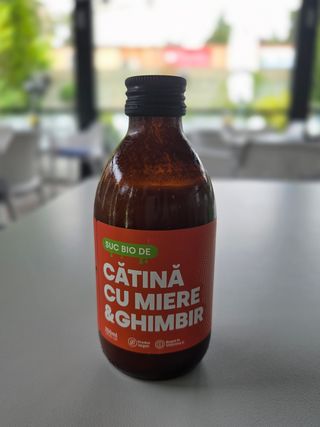 SUC BIO DE
CĂTINĂ
CU MIERE
&GHIMBIR